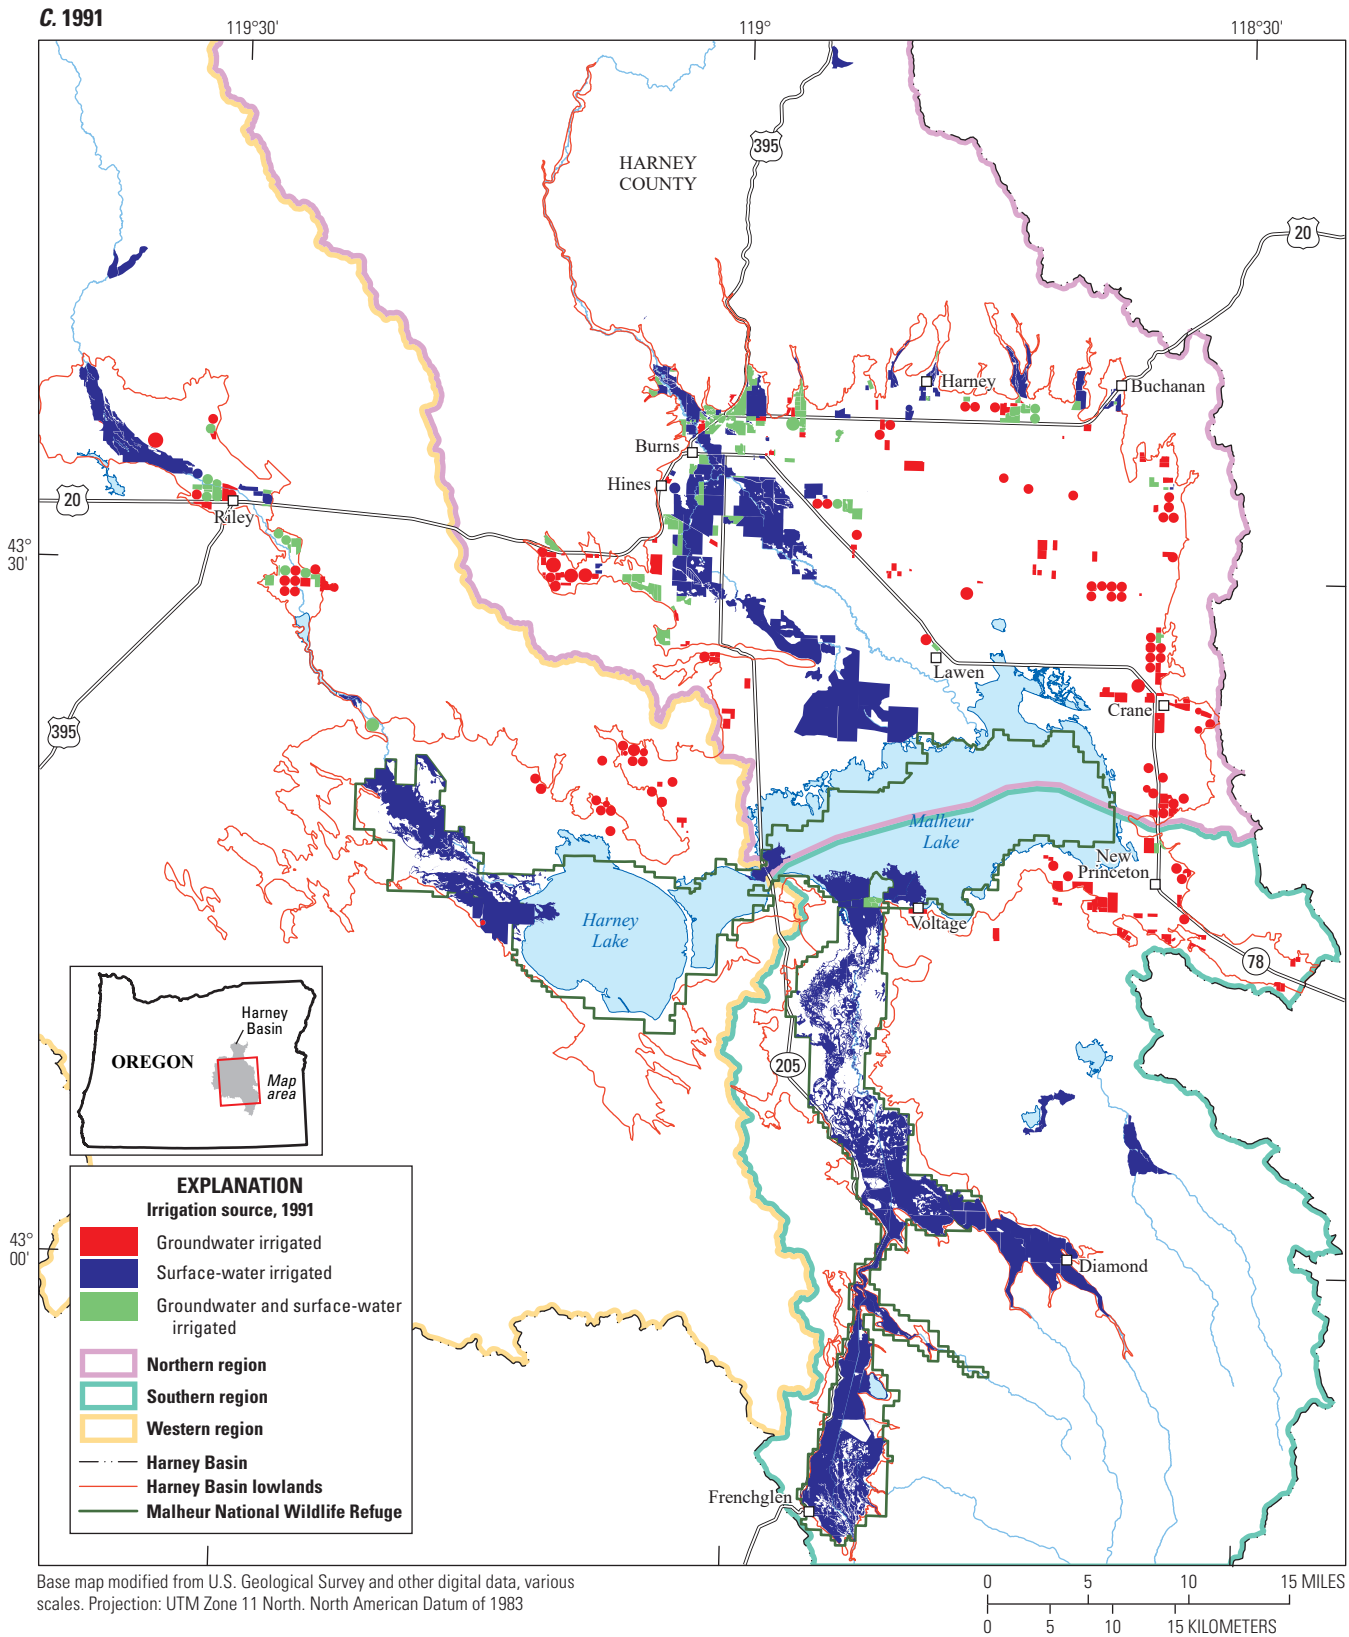 C. 1991
119°30'
119°
118°30'
395
HARNEY
COUNTY
20
Harney
Buchanan
Burns
Hines
20
Riley
43°
30'
Lawen
Crane
395
Malheur
Lake
New
Princeton
Harney
Lake
Voltage
78
Harney
Basin
OREGON
Map
area
205
EXPLANATION
Irrigation source, 1991
Groundwater irrigated
Surface-water irrigated
Groundwater and surface-water
irrigated
Northern region
Southern region
Western region
Harney Basin
Harney Basin lowlands
Malheur National Wildlife Refuge
43°
00'
Diamond
Frenchglen
Base map modified from U.S. Geological Survey and other digital data, various
scales. Projection: UTM Zone 11 North. North American Datum of 1983
0 5 10 15 MILES
0 5 10 15 KILOMETERS